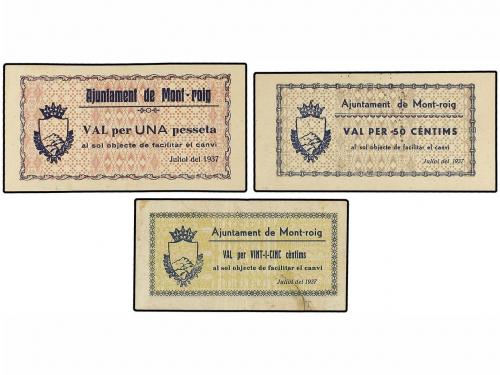 Ajuntament de Mont-roig
VAL per UNA pesseta
al sol objecte de facilitar el canvi
Juliol del 1937
Ajuntament de Mont-roig
VAL PER 50 CÈNTIMS
al sol objecte de facilitar el canvi
Juliol del 1937
Ajuntament de Mont-roig
VAL per VINT-I-CINC cèntims
al sol objecte de facilitar el canvi
Juliol del 1937